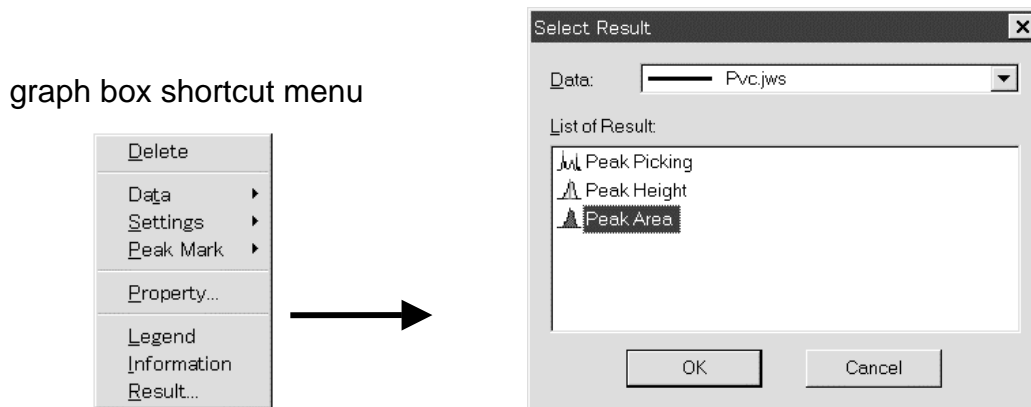 graph box shortcut menu
Delete
Data
Settings
Peak Mark
Property...
Legend
Information
Result...
Select Result
Data: Pvc.jws
List of Result:
Peak Picking
Peak Height
Peak Area
OK Cancel